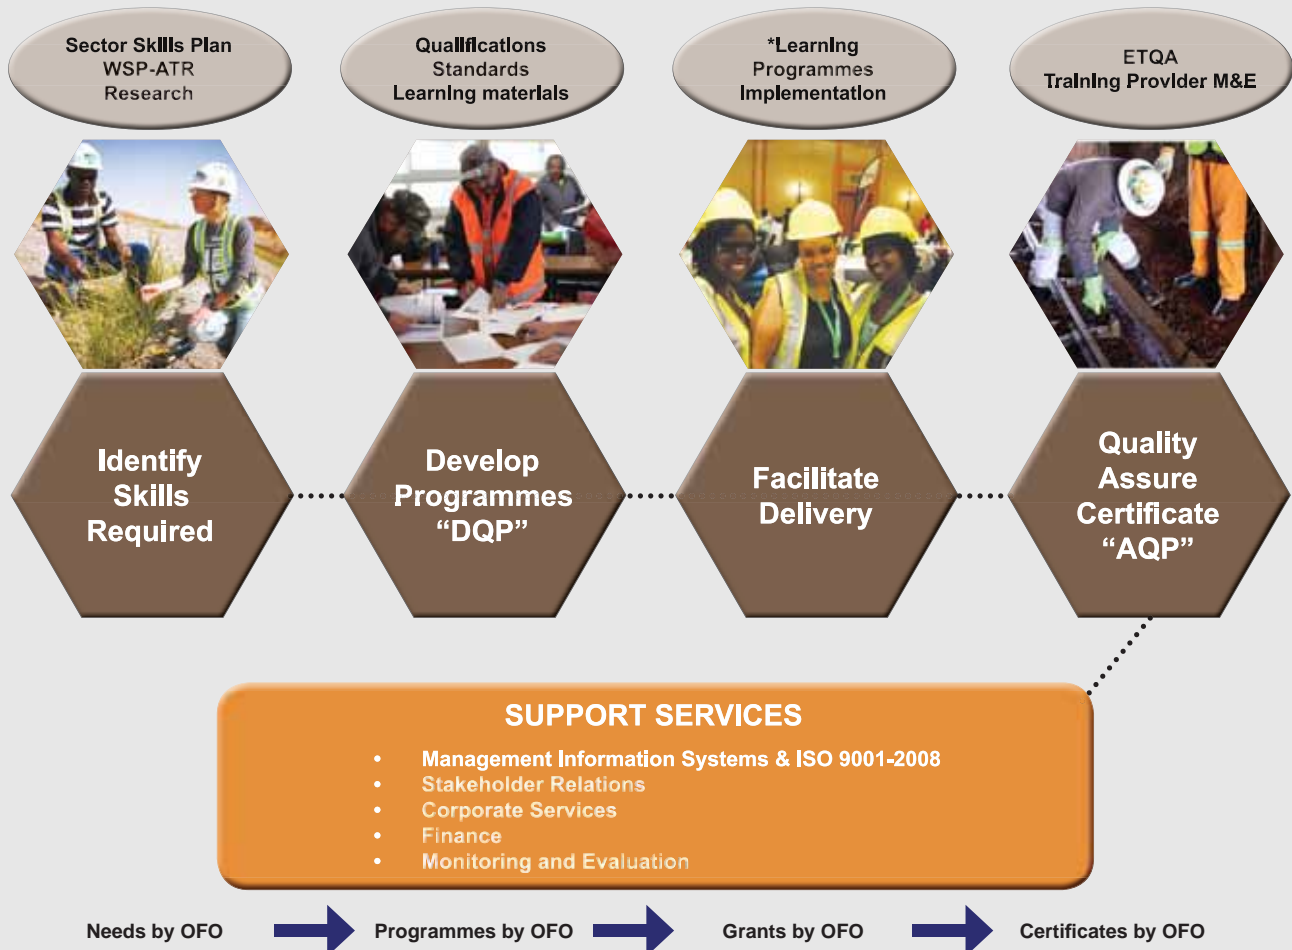 Sector Skills Plan
WSP-ATR
Research
Qualifications
Standards
Learning materials
*Learning
Programmes
Implementation
ETQA
Training Provider M&E
Identify
Skills
Required
Develop
Programmes
“DQP”
Facilitate
Delivery
Quality
Assure
Certificate
“AQP”
SUPPORT SERVICES
• Management Information Systems & ISO 9001-2008
• Stakeholder Relations
• Corporate Services
• Finance
• Monitoring and Evaluation
Needs by OFO
Programmes by OFO
Grants by OFO
Certificates by OFO